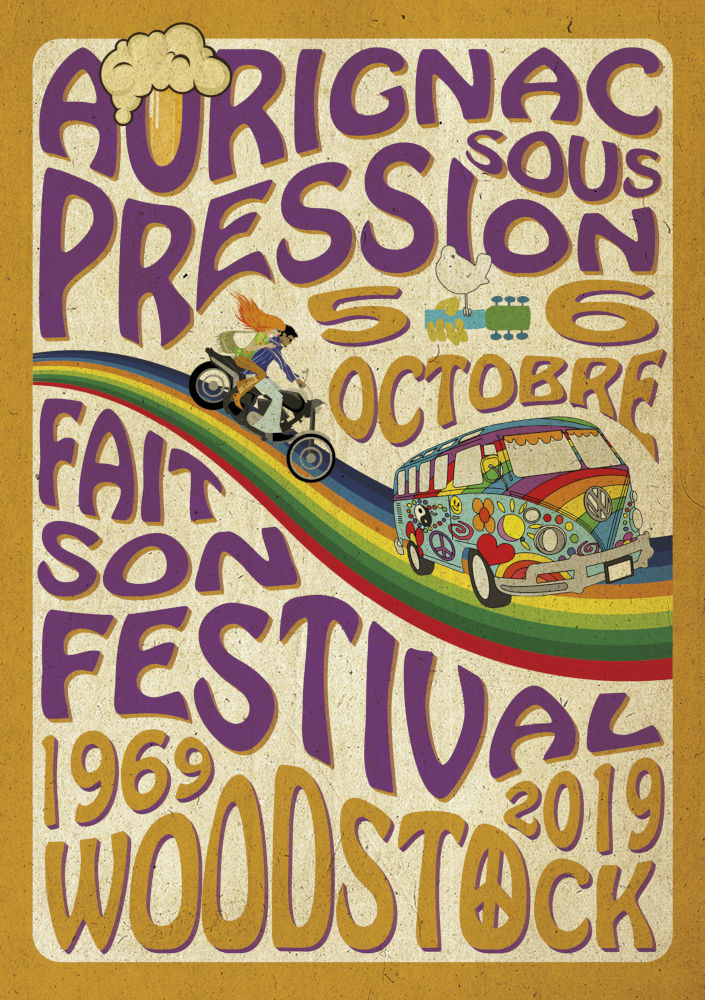 AURIGNAC
SOUS
PRESSION
5 6
OCTOBRE
FAIT
SON
FESTIVAL
1969 2019
WOODSTOCK